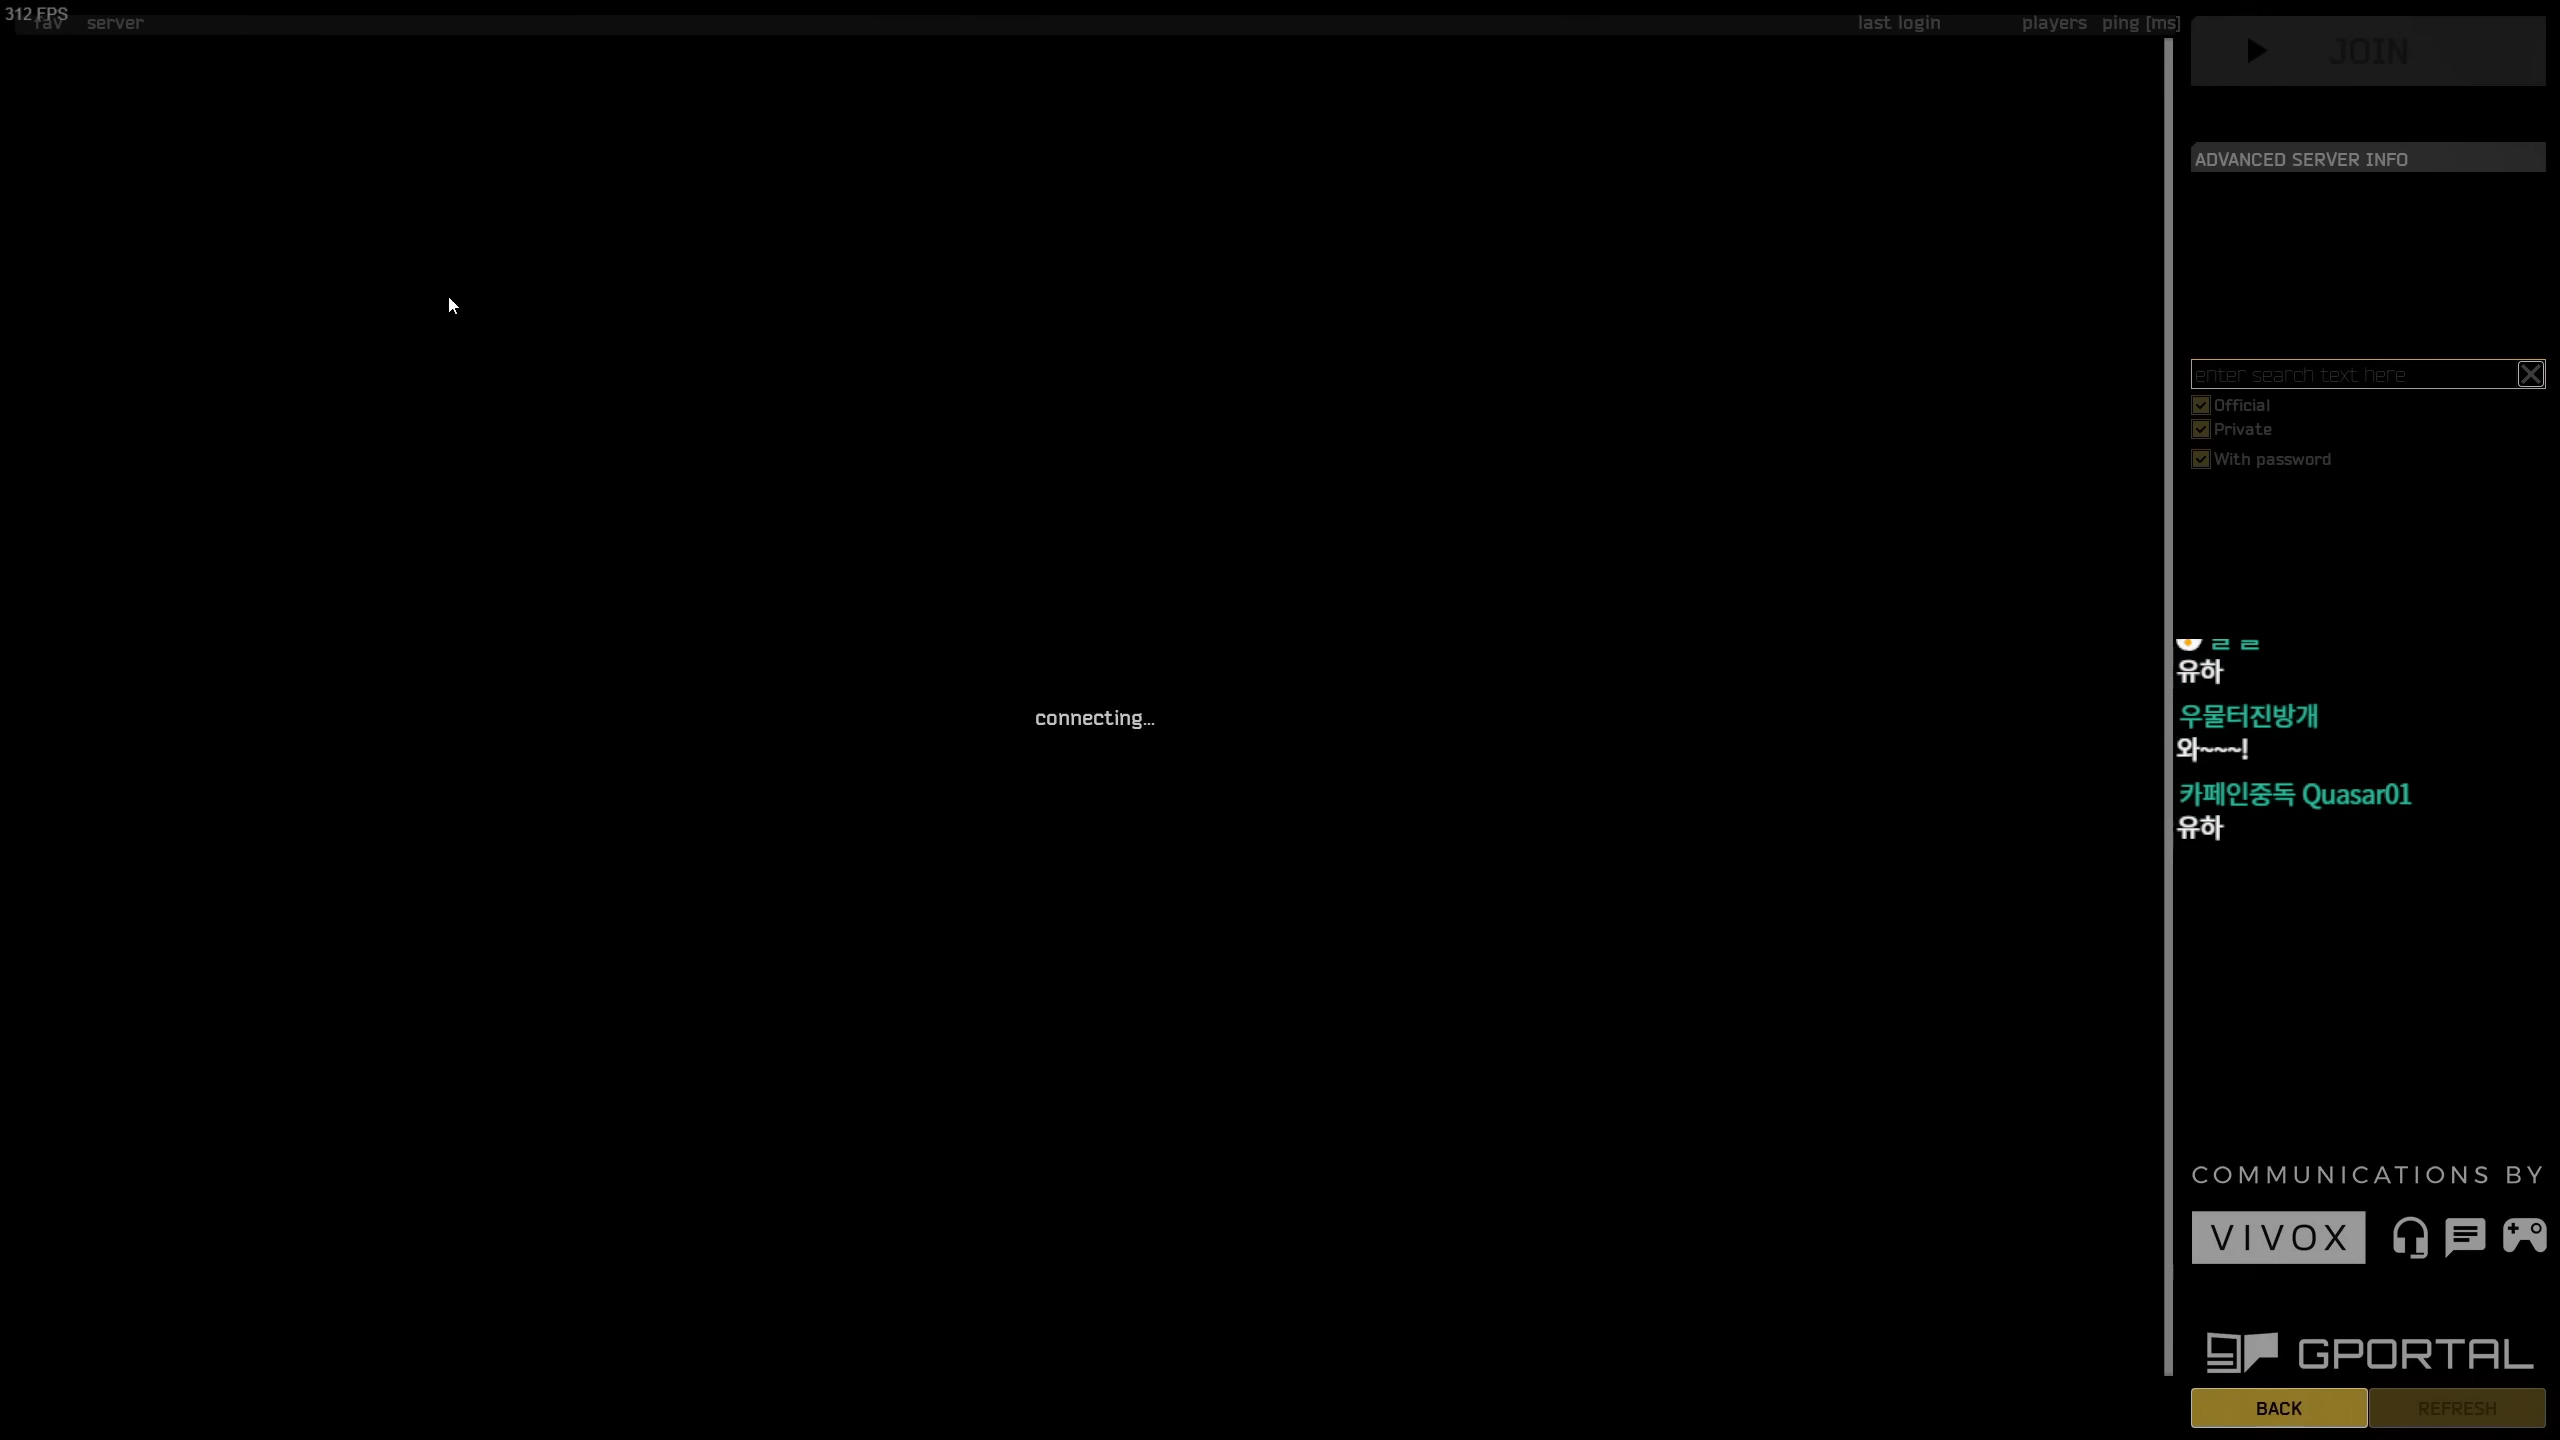 312 FPS
fav server last login players ping [ms]
JOIN
ADVANCED SERVER INFO
enter search text here
Official
Private
With password
유하
우물터진방개
와~~~!
connecting...
카페인중독 Quasar01
유하
COMMUNICATIONS BY
VIVOX
GPORTAL
BACK REFRESH